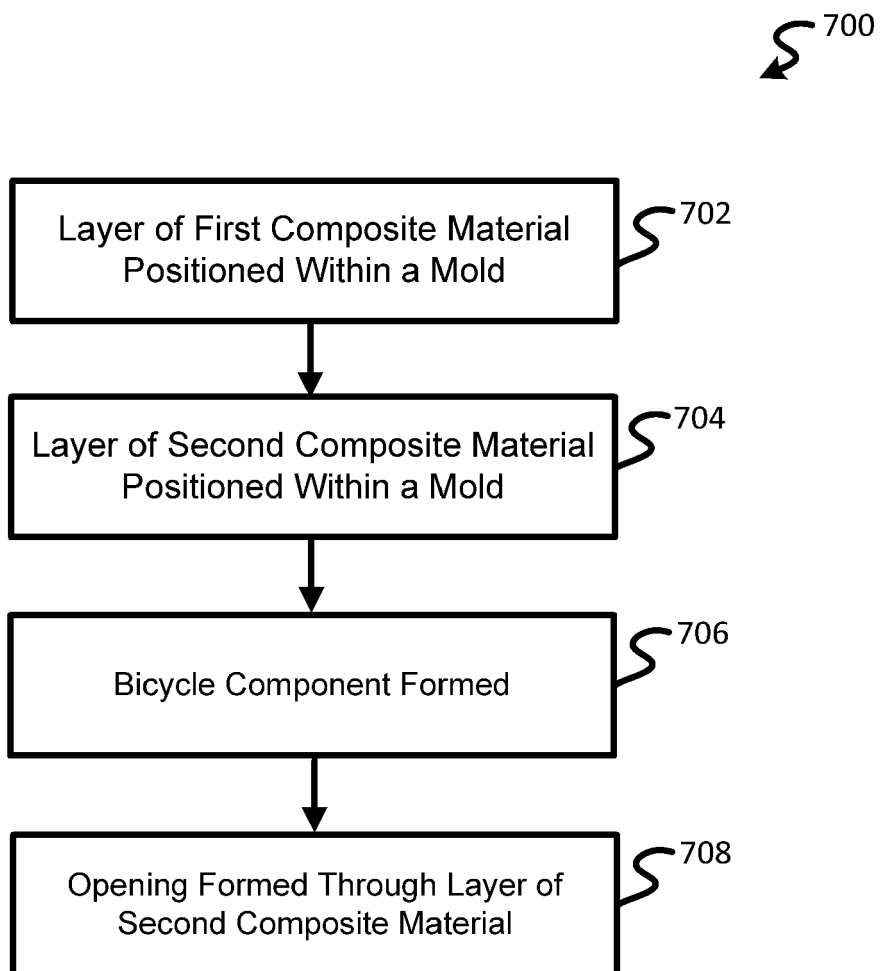 700
Layer of First Composite Material
Positioned Within a Mold
702
Layer of Second Composite Material
Positioned Within a Mold
704
Bicycle Component Formed
706
Opening Formed Through Layer of
Second Composite Material
708